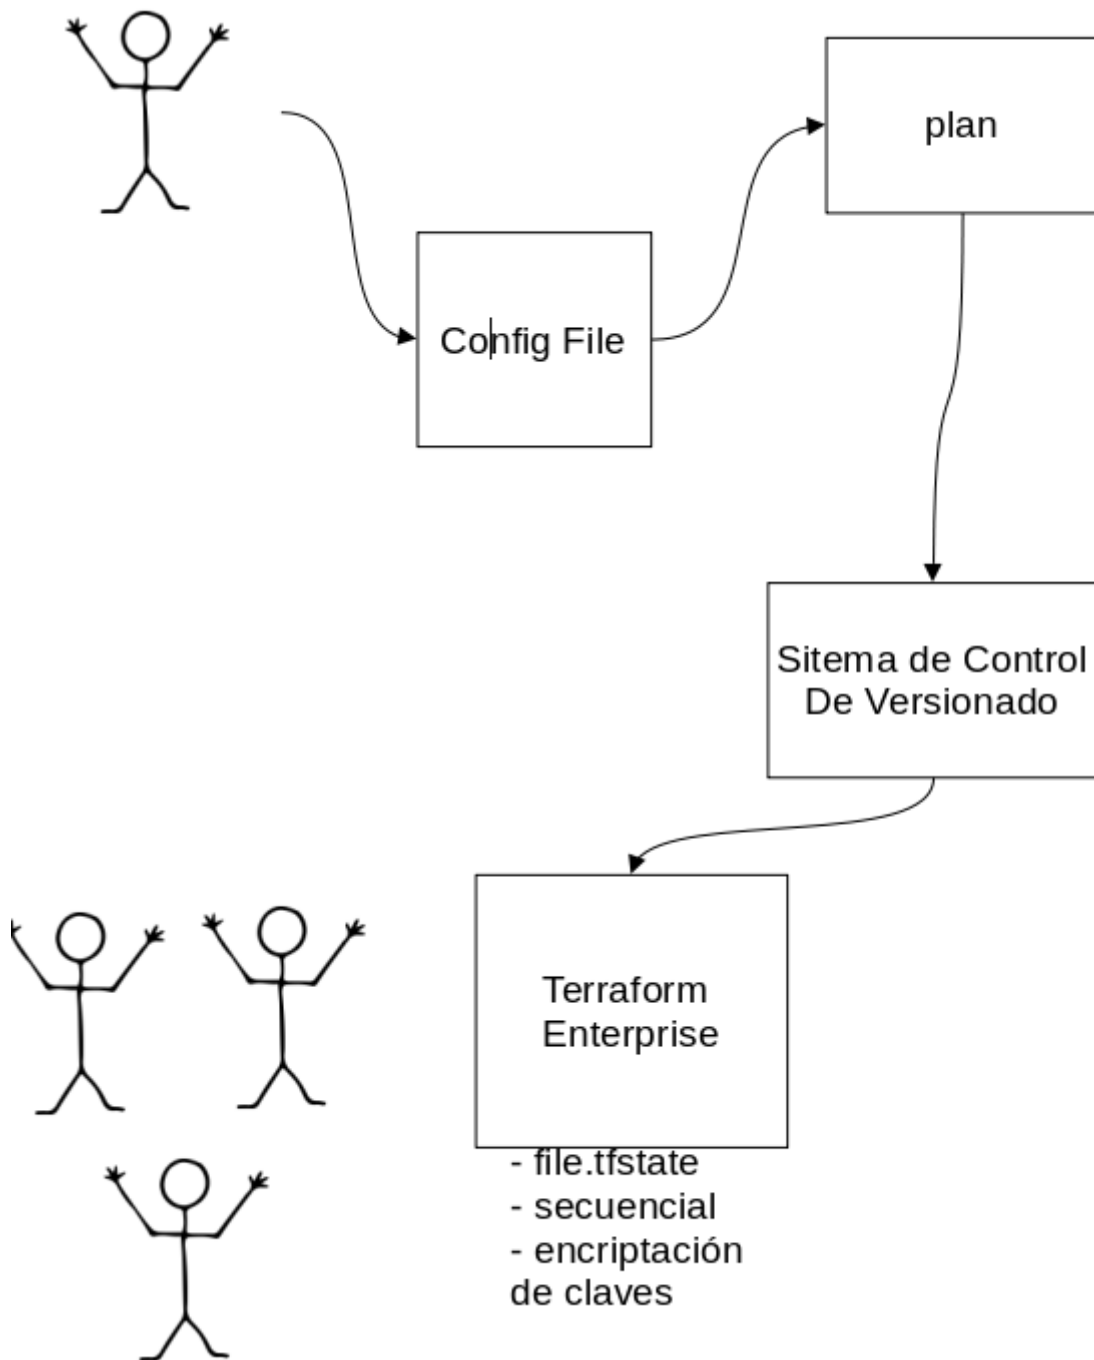 plan
Config File
Sitema de Control
De Versionado
Terraform
Enterprise
- file.tfstate
- secuencial
- encriptación
de claves